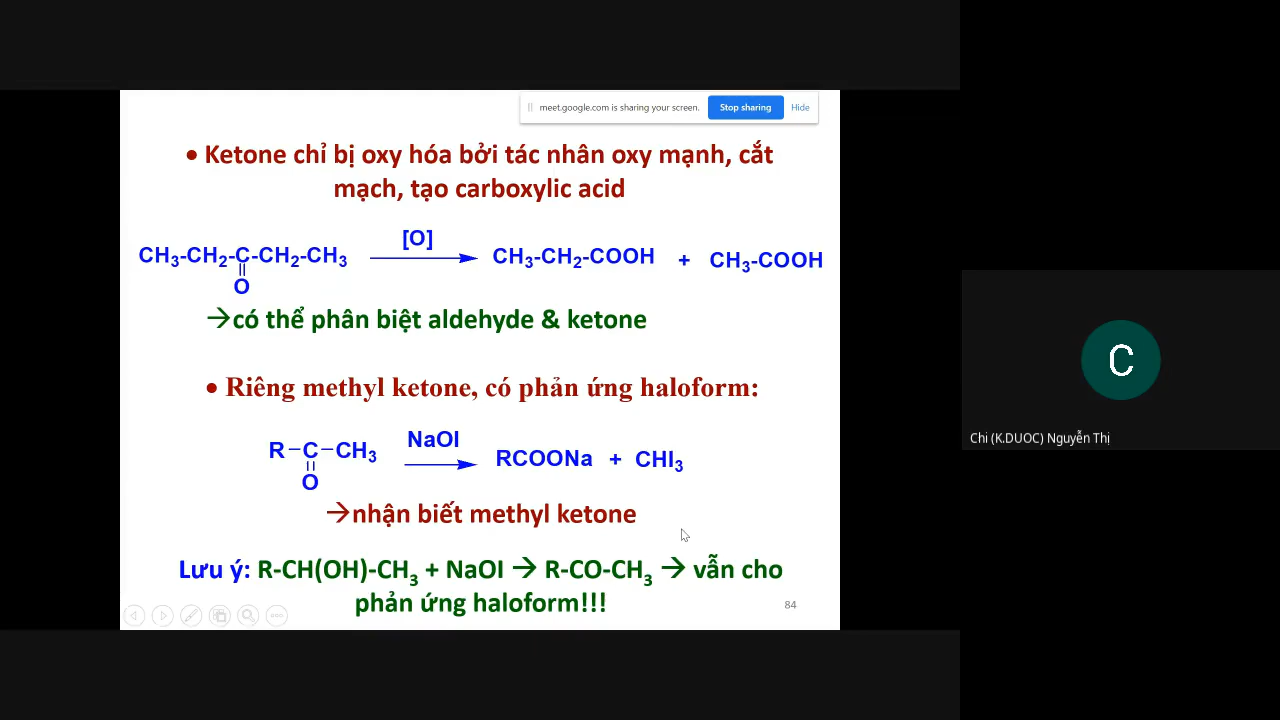 meet.google.com is sharing your screen. Stop sharing Hide
• Ketone chỉ bị oxy hóa bởi tác nhân oxy mạnh, cắt
mạch, tạo carboxylic acid
[O]
CH₃-CH₂-C-CH₂-CH₃ CH₃-CH₂-COOH + CH₃-COOH
O
→có thể phân biệt aldehyde & ketone
• Riêng methyl ketone, có phản ứng haloform:
NaOI
R-C-CH₃ RCOONa + CHI₃
O
→nhận biết methyl ketone
Lưu ý: R-CH(OH)-CH₃ + NaOI → R-CO-CH₃ → vẫn cho
phản ứng haloform!!!
84
C
Chi (K.DUOC) Nguyễn Thị